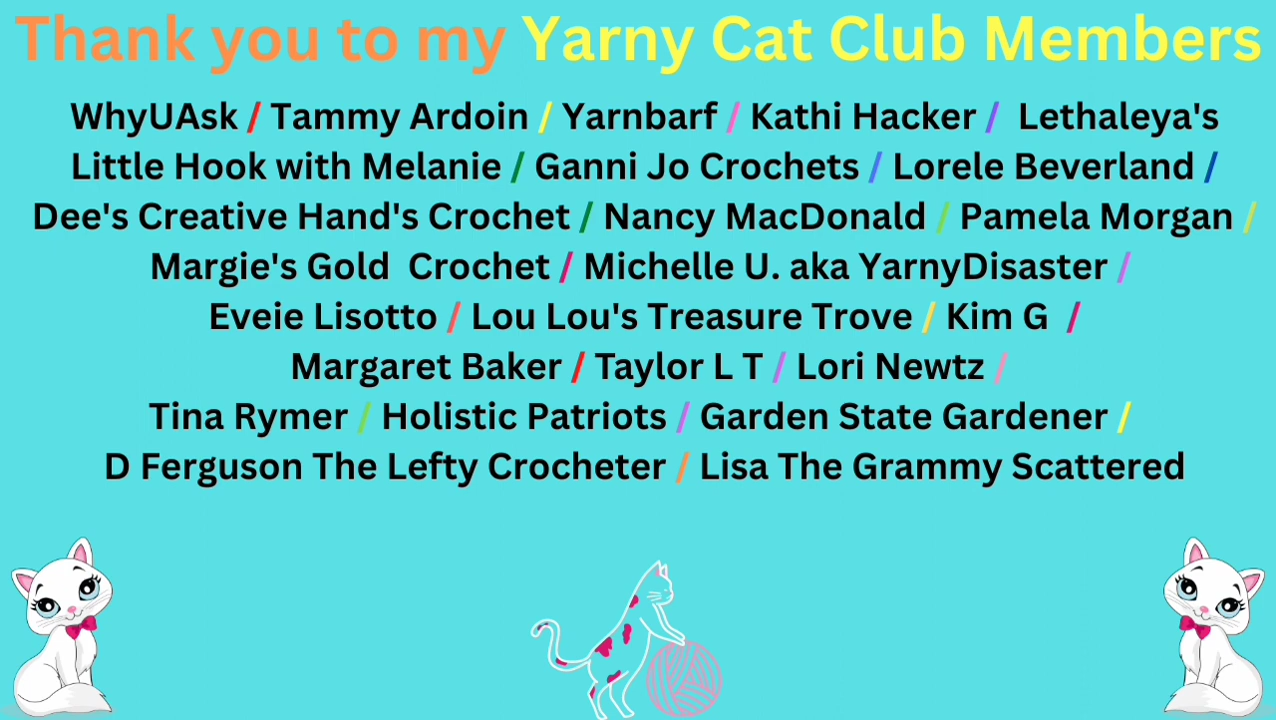 Thank you to my Yarny Cat Club Members
WhyUAsk / Tammy Ardoin / Yarnbarf / Kathi Hacker / Lethaleya's
Little Hook with Melanie / Ganni Jo Crochets / Lorele Beverland /
Dee's Creative Hand's Crochet / Nancy MacDonald / Pamela Morgan /
Margie's Gold Crochet / Michelle U. aka YarnyDisaster /
Eveie Lisotto / Lou Lou's Treasure Trove / Kim G /
Margaret Baker / Taylor L T / Lori Newtz /
Tina Rymer / Holistic Patriots / Garden State Gardener /
D Ferguson The Lefty Crocheter / Lisa The Grammy Scattered